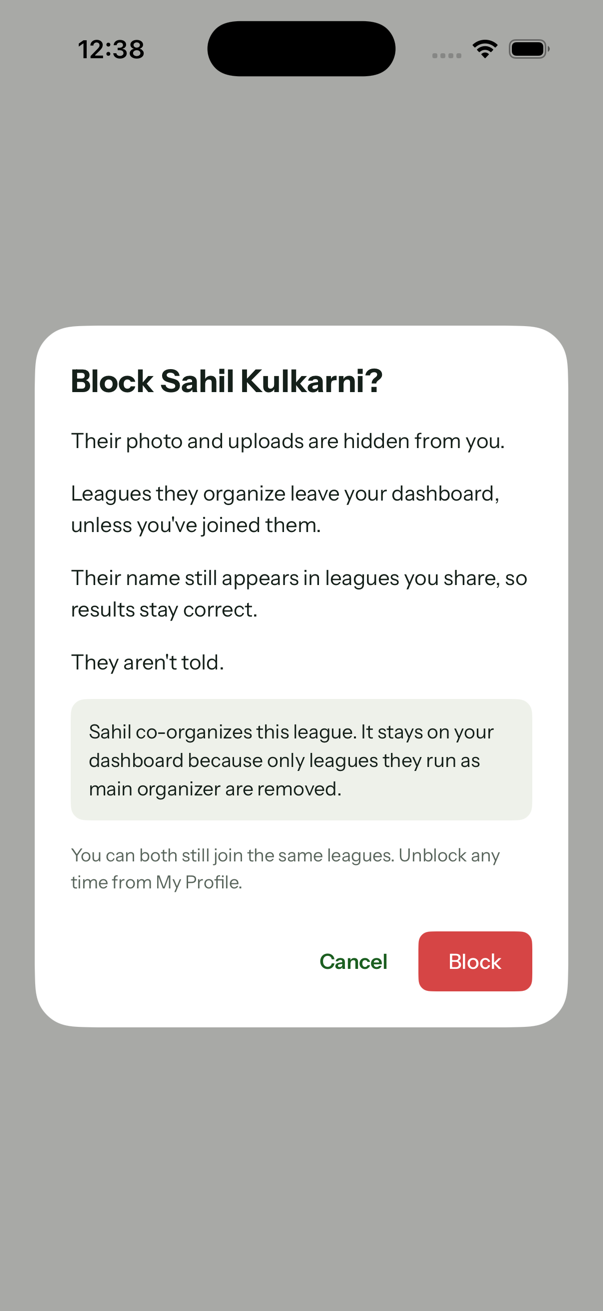 12:38
Block Sahil Kulkarni?
Their photo and uploads are hidden from you.
Leagues they organize leave your dashboard,
unless you've joined them.
Their name still appears in leagues you share, so
results stay correct.
They aren't told.
Sahil co-organizes this league. It stays on your
dashboard because only leagues they run as
main organizer are removed.
You can both still join the same leagues. Unblock any
time from My Profile.
Cancel
Block